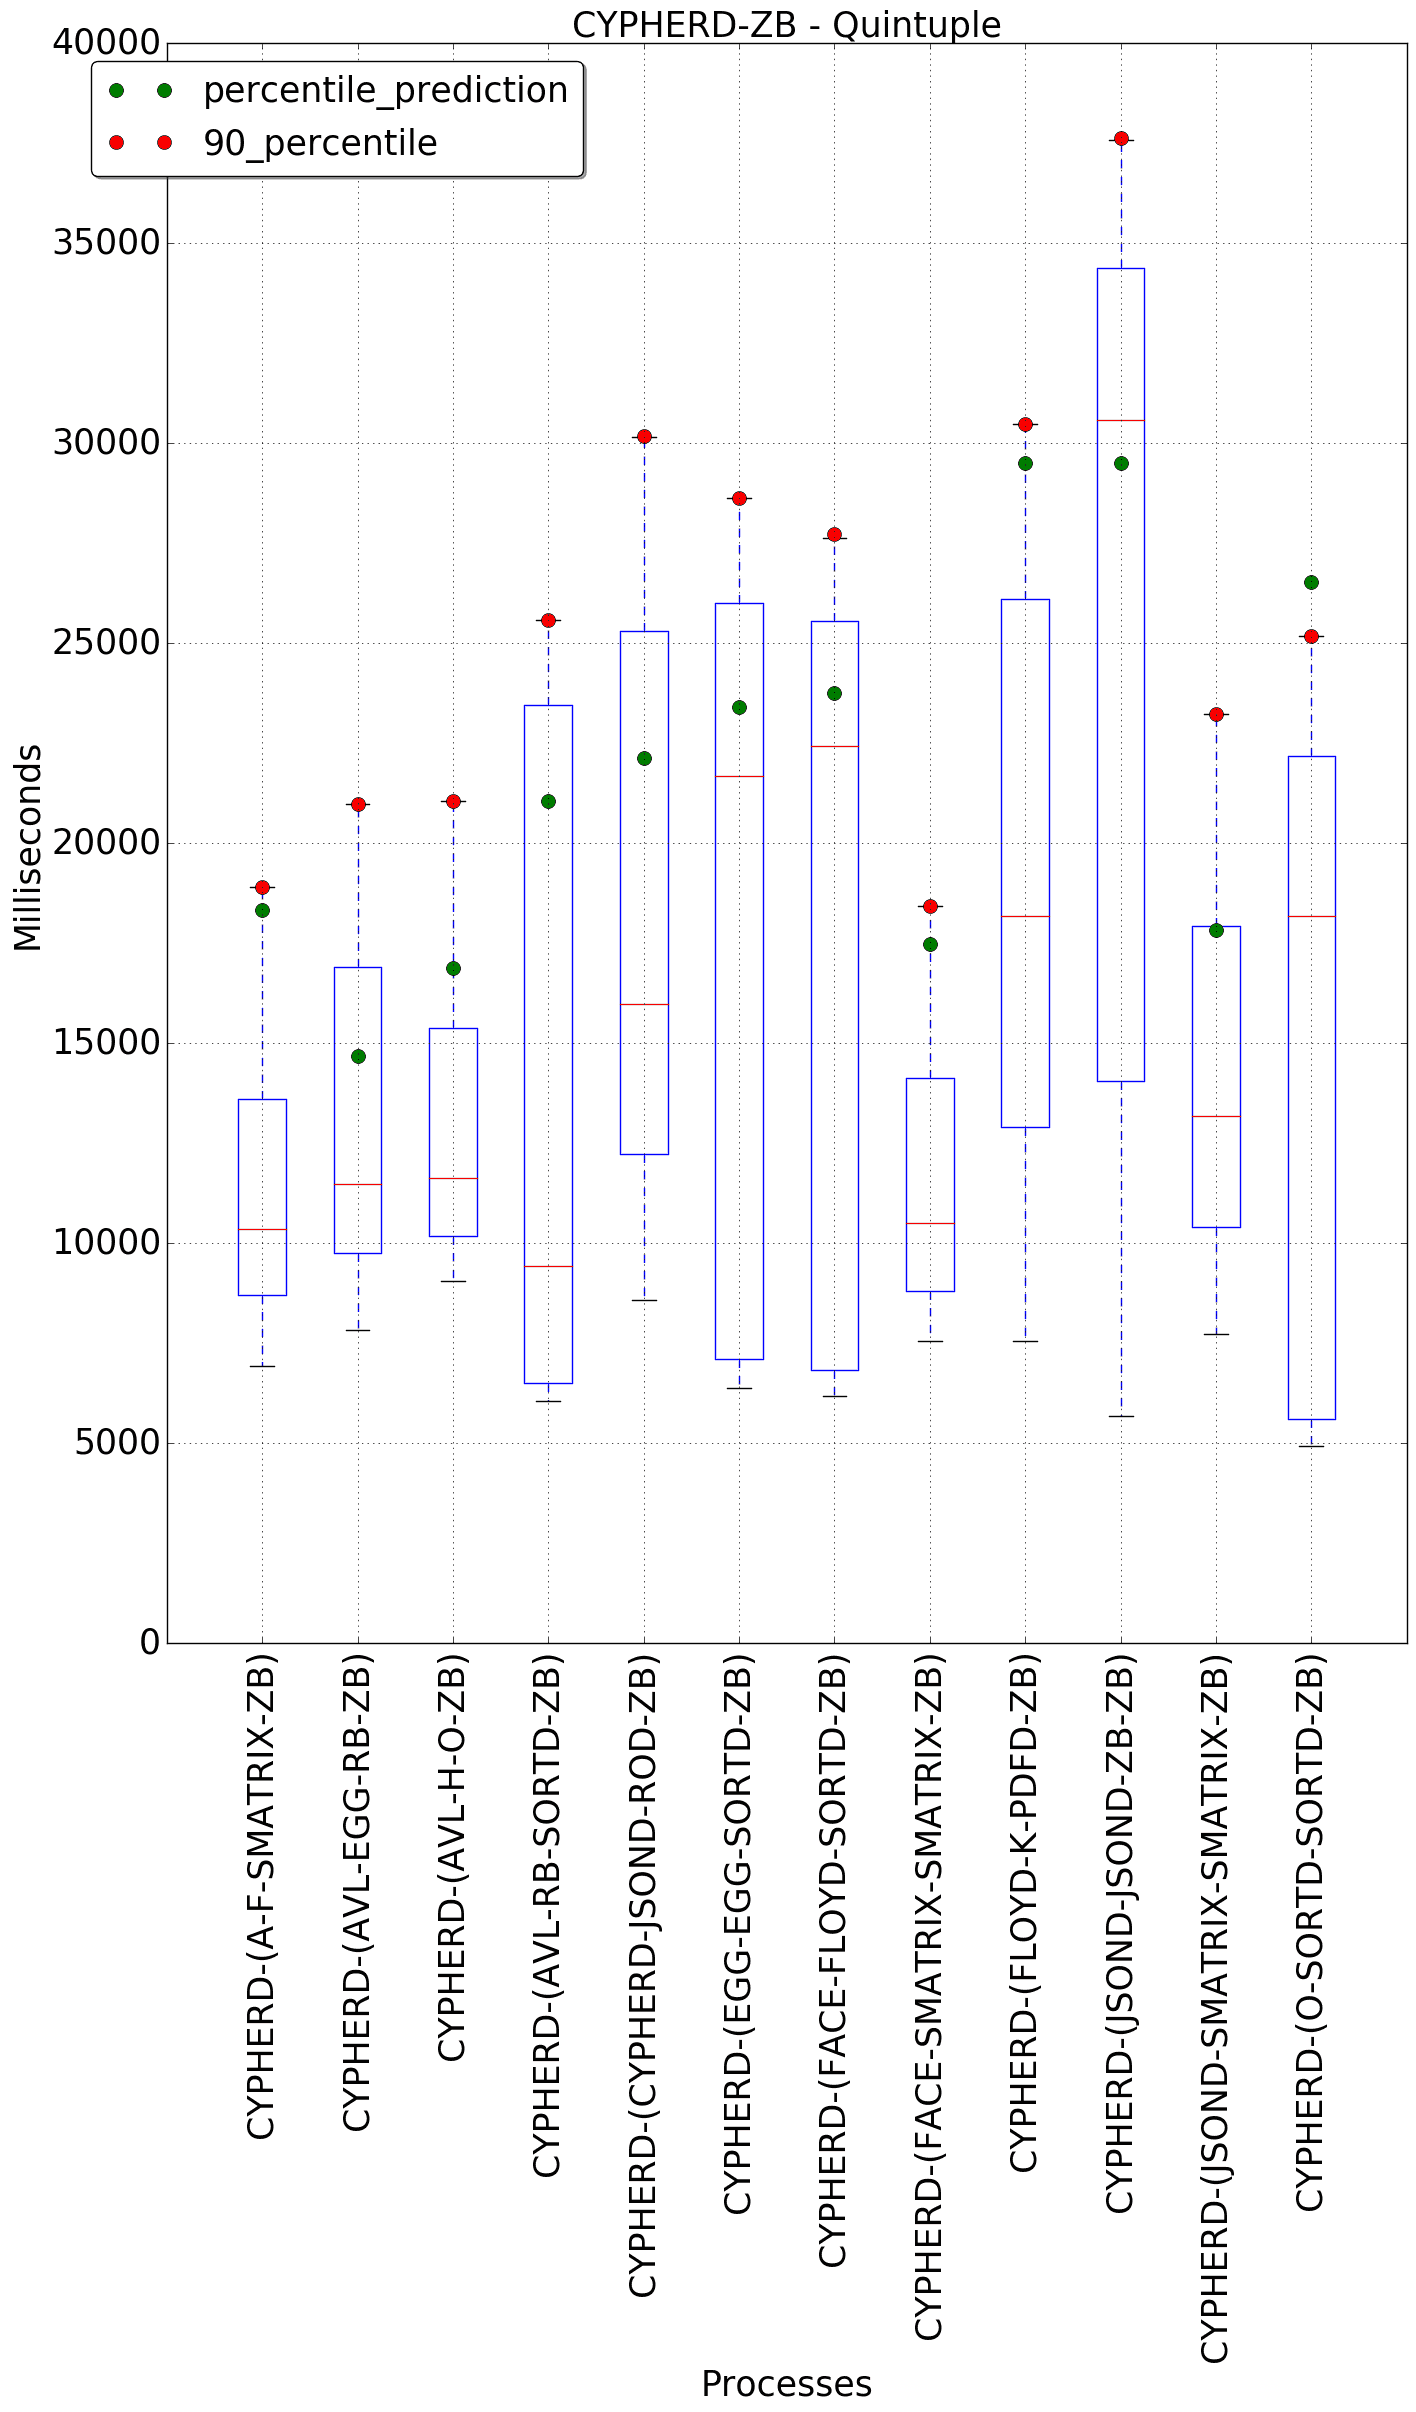 CYPHERD-ZB - Quintuple
percentile_prediction
90_percentile
40000
35000
30000
25000
20000
15000
10000
5000
0
Milliseconds
CYPHERD-(A-F-SMATRIX-ZB)
CYPHERD-(AVL-EGG-RB-ZB)
CYPHERD-(AVL-H-O-ZB)
CYPHERD-(AVL-RB-SORTD-ZB)
CYPHERD-(CYPHERD-JSOND-ROD-ZB)
CYPHERD-(EGG-EGG-SORTD-ZB)
CYPHERD-(FACE-FLOYD-SORTD-ZB)
CYPHERD-(FACE-SMATRIX-SMATRIX-ZB)
CYPHERD-(FLOYD-K-PDFD-ZB)
CYPHERD-(JSOND-JSOND-ZB-ZB)
CYPHERD-(JSOND-SMATRIX-SMATRIX-ZB)
CYPHERD-(O-SORTD-SORTD-ZB)
Processes